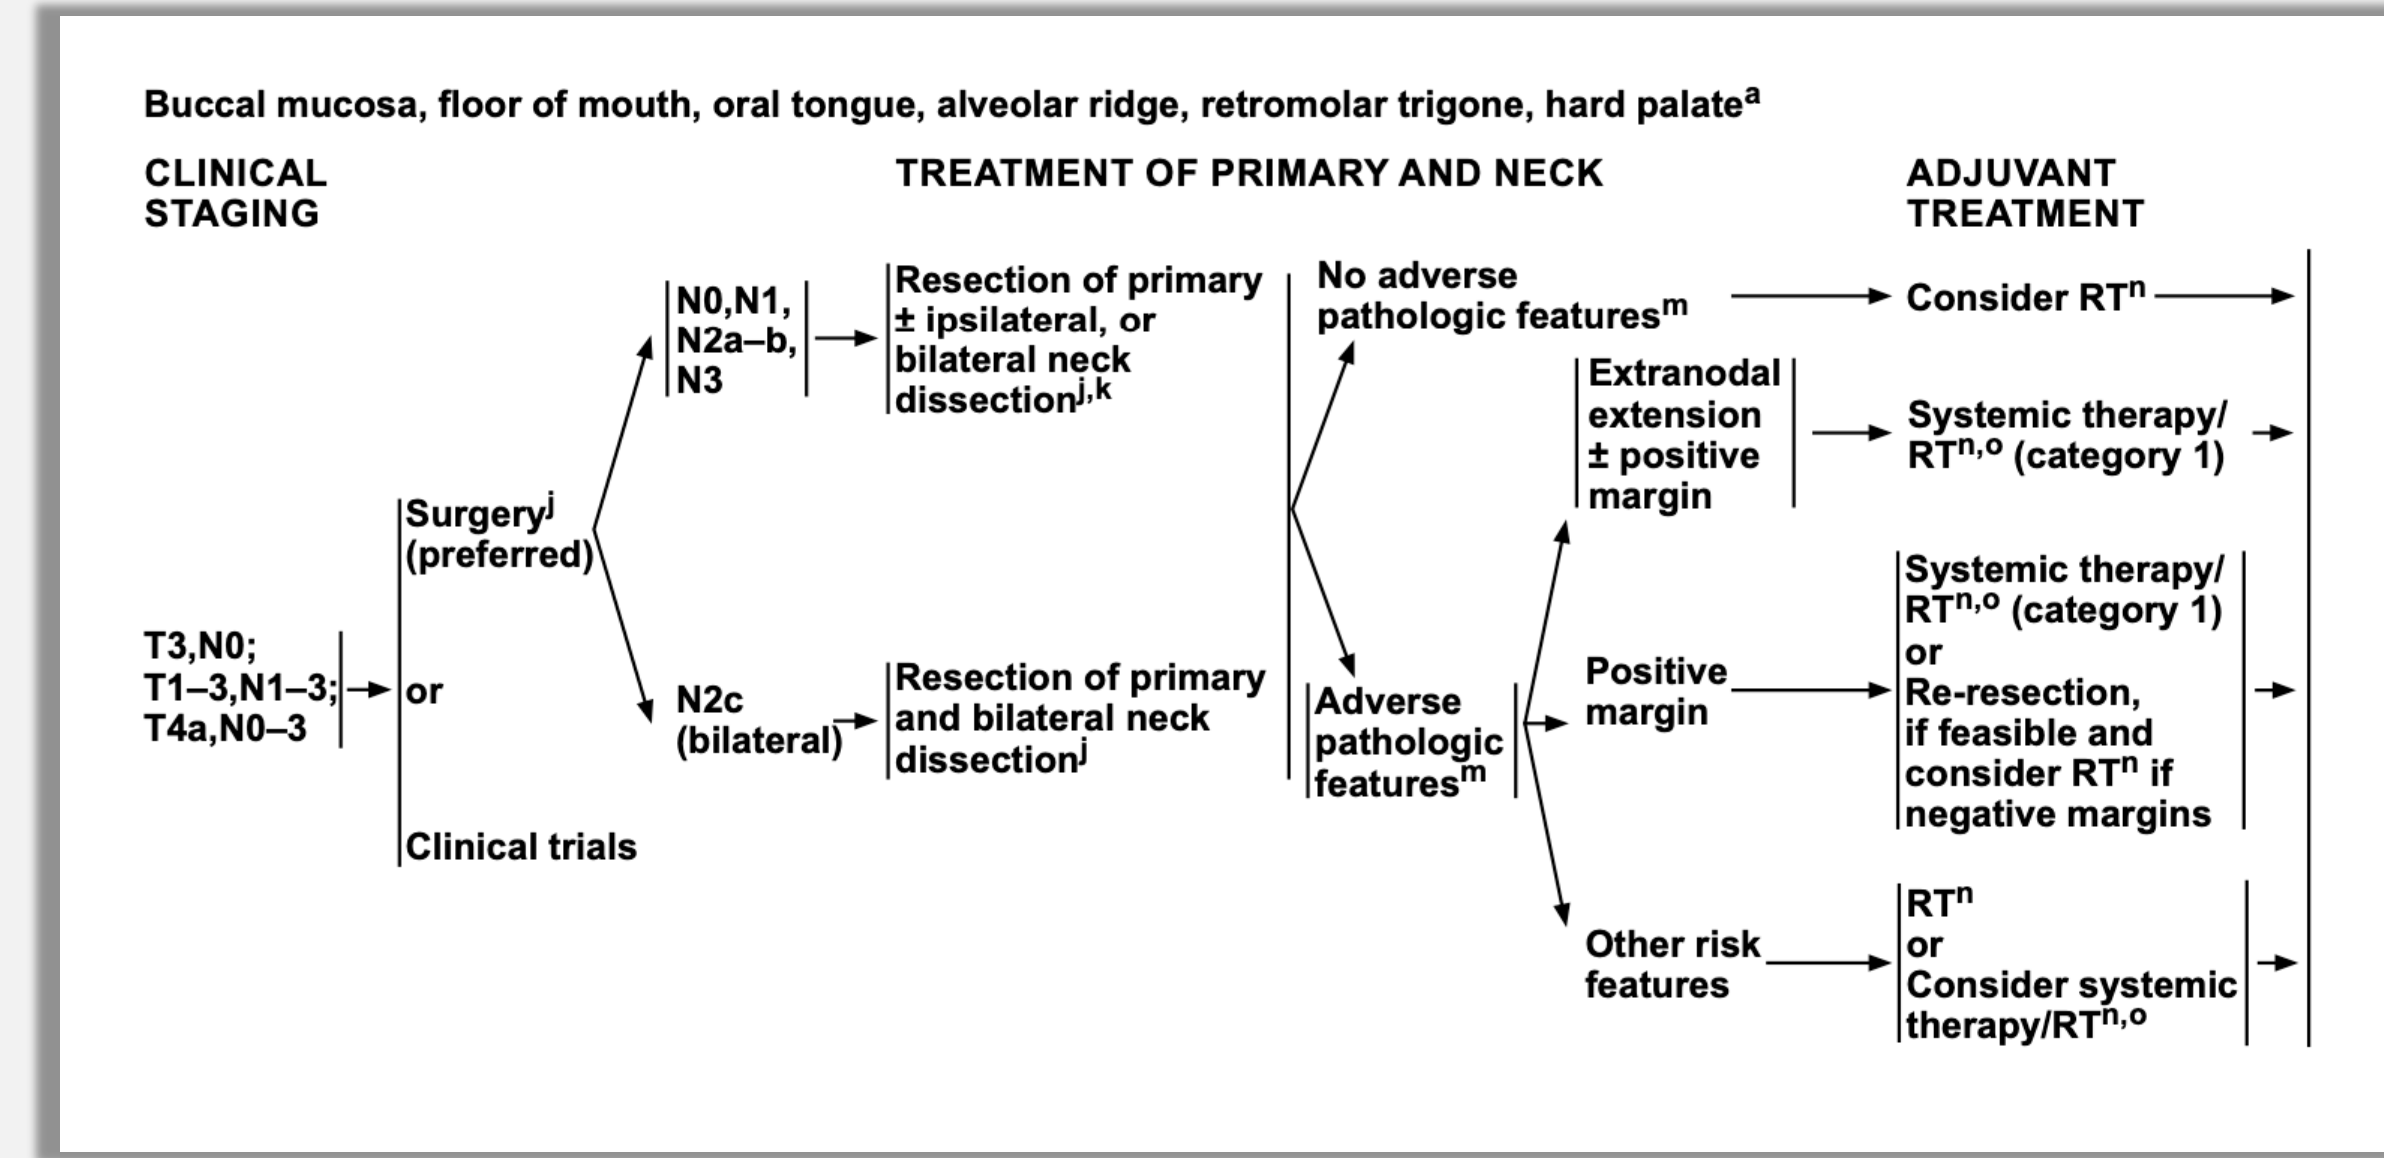 Buccal mucosa, floor of mouth, oral tongue, alveolar ridge, retromolar trigone, hard palateᵃ
CLINICAL
STAGING
TREATMENT OF PRIMARY AND NECK
ADJUVANT
TREATMENT
T3,N0;
T1–3,N1–3;
T4a,N0–3
Surgeryʲ
(preferred)
or
Clinical trials
N0,N1,
N2a–b,
N3
Resection of primary
± ipsilateral, or
bilateral neck
dissectionʲ,ᵏ
N2c
(bilateral)
Resection of primary
and bilateral neck
dissectionʲ
No adverse
pathologic featuresᵐ
Consider RTⁿ
Adverse
pathologic
featuresᵐ
Extranodal
extension
± positive
margin
Systemic therapy/
RTⁿ,ᵒ (category 1)
Positive
margin
Systemic therapy/
RTⁿ,ᵒ (category 1)
or
Re-resection,
if feasible and
consider RTⁿ if
negative margins
Other risk
features
RTⁿ
or
Consider systemic
therapy/RTⁿ,ᵒ